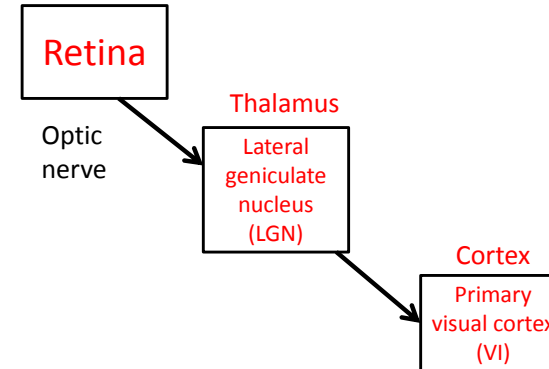 Retina
Thalamus
Optic
nerve
Lateral
geniculate
nucleus
(LGN)
Cortex
Primary
visual cortex
(VI)